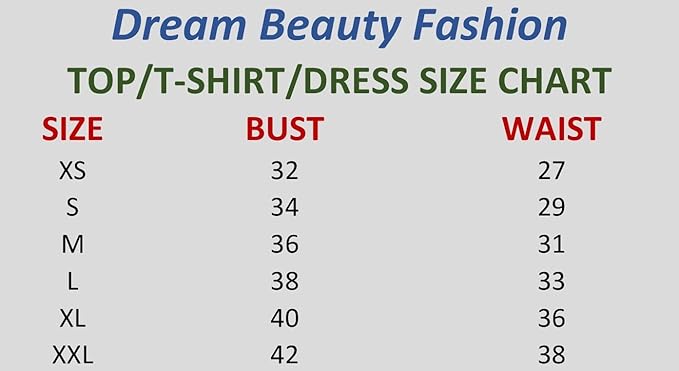 Dream Beauty Fashion
TOP/T-SHIRT/DRESS SIZE CHART
SIZE BUST WAIST
XS 32 27
S 34 29
M 36 31
L 38 33
XL 40 36
XXL 42 38